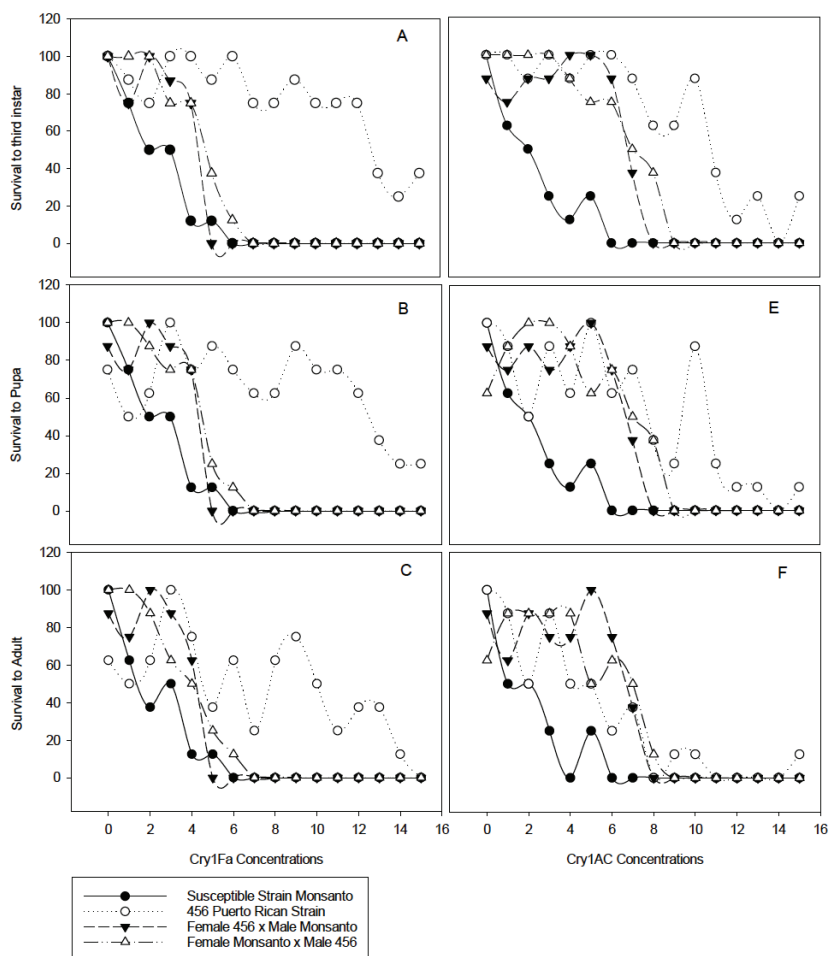 A
Survival to third instar
120
100
80
60
40
20
0
B
E
Survival to Pupa
120
100
80
60
40
20
0
C
F
Survival to Adult
120
100
80
60
40
20
0
0 2 4 6 8 10 12 14 16
0 2 4 6 8 10 12 14 16
Cry1Fa Concentrations
Cry1AC Concentrations
Susceptible Strain Monsanto
456 Puerto Rican Strain
Female 456 x Male Monsanto
Female Monsanto x Male 456